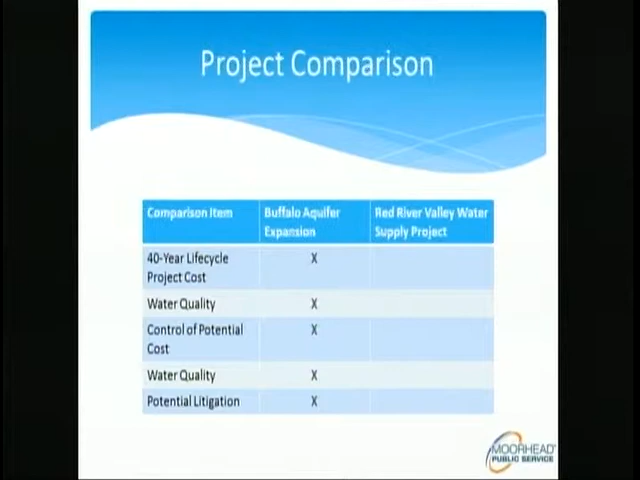 Project Comparison
Comparison Item
Buffalo Aquifer
Expansion
Red River Valley Water
Supply Project
40-Year Lifecycle
Project Cost
X
Water Quality
X
Control of Potential
Cost
X
Water Quality
X
Potential Litigation
X
MOORHEAD
PUBLIC SERVICE